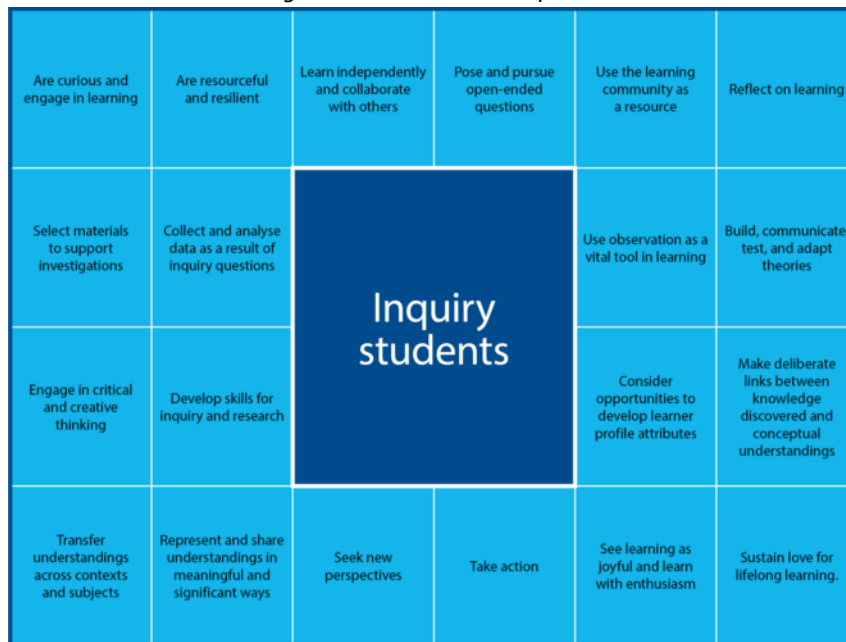 Are curious and
engage in learning
Are resourceful
and resilient
Learn independently
and collaborate
with others
Pose and pursue
open-ended
questions
Use the learning
community as
a resource
Reflect on learning
Select materials
to support
investigations
Collect and analyse
data as a result of
inquiry questions
Use observation as a
vital tool in learning
Build, communicate
test, and adapt
theories
Inquiry
students
Engage in critical
and creative
thinking
Develop skills for
inquiry and research
Consider
opportunities to
develop learner
profile attributes
Make deliberate
links between
knowledge
discovered and
conceptual
understandings
Transfer
understandings
across contexts
and subjects
Represent and share
understandings in
meaningful and
significant ways
Seek new
perspectives
Take action
See learning as
joyful and learn
with enthusiasm
Sustain love for
lifelong learning.